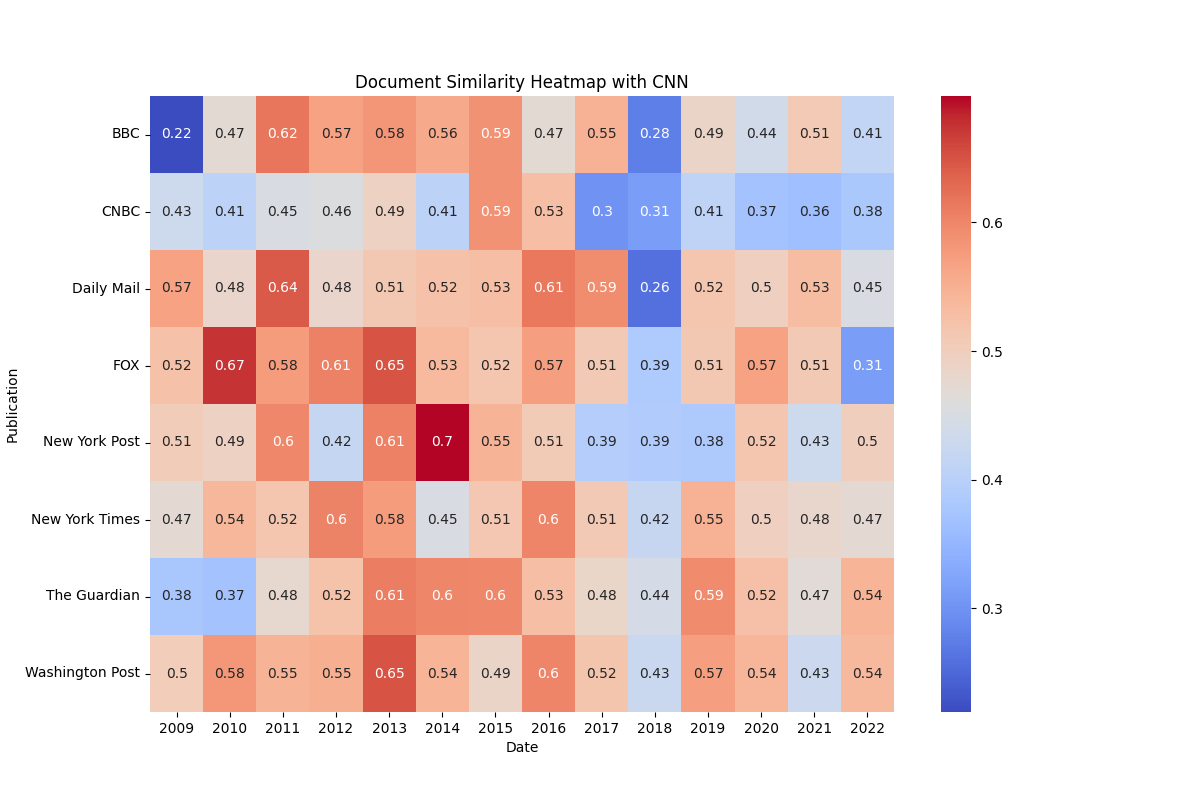 Document Similarity Heatmap with CNN
Publication
BBC 0.22 0.47 0.62 0.57 0.58 0.56 0.59 0.47 0.55 0.28 0.49 0.44 0.51 0.41
CNBC 0.43 0.41 0.45 0.46 0.49 0.41 0.59 0.53 0.3 0.31 0.41 0.37 0.36 0.38
Daily Mail 0.57 0.48 0.64 0.48 0.51 0.52 0.53 0.61 0.59 0.26 0.52 0.5 0.53 0.45
FOX 0.52 0.67 0.58 0.61 0.65 0.53 0.52 0.57 0.51 0.39 0.51 0.57 0.51 0.31
New York Post 0.51 0.49 0.6 0.42 0.61 0.7 0.55 0.51 0.39 0.39 0.38 0.52 0.43 0.5
New York Times 0.47 0.54 0.52 0.6 0.58 0.45 0.51 0.6 0.51 0.42 0.55 0.5 0.48 0.47
The Guardian 0.38 0.37 0.48 0.52 0.61 0.6 0.6 0.53 0.48 0.44 0.59 0.52 0.47 0.54
Washington Post 0.5 0.58 0.55 0.55 0.65 0.54 0.49 0.6 0.52 0.43 0.57 0.54 0.43 0.54
2009 2010 2011 2012 2013 2014 2015 2016 2017 2018 2019 2020 2021 2022
Date
0.6
0.5
0.4
0.3